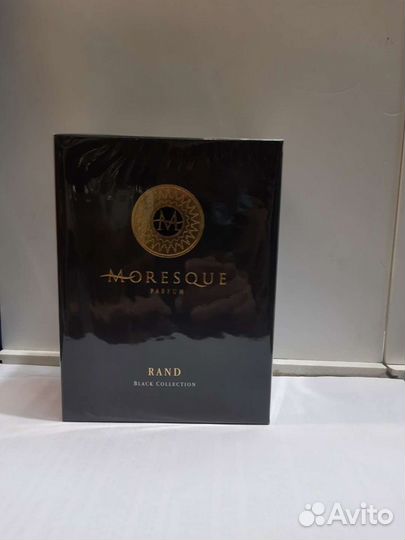 M
MORESQUE
PARFUM
RAND
BLACK COLLECTION
Avito